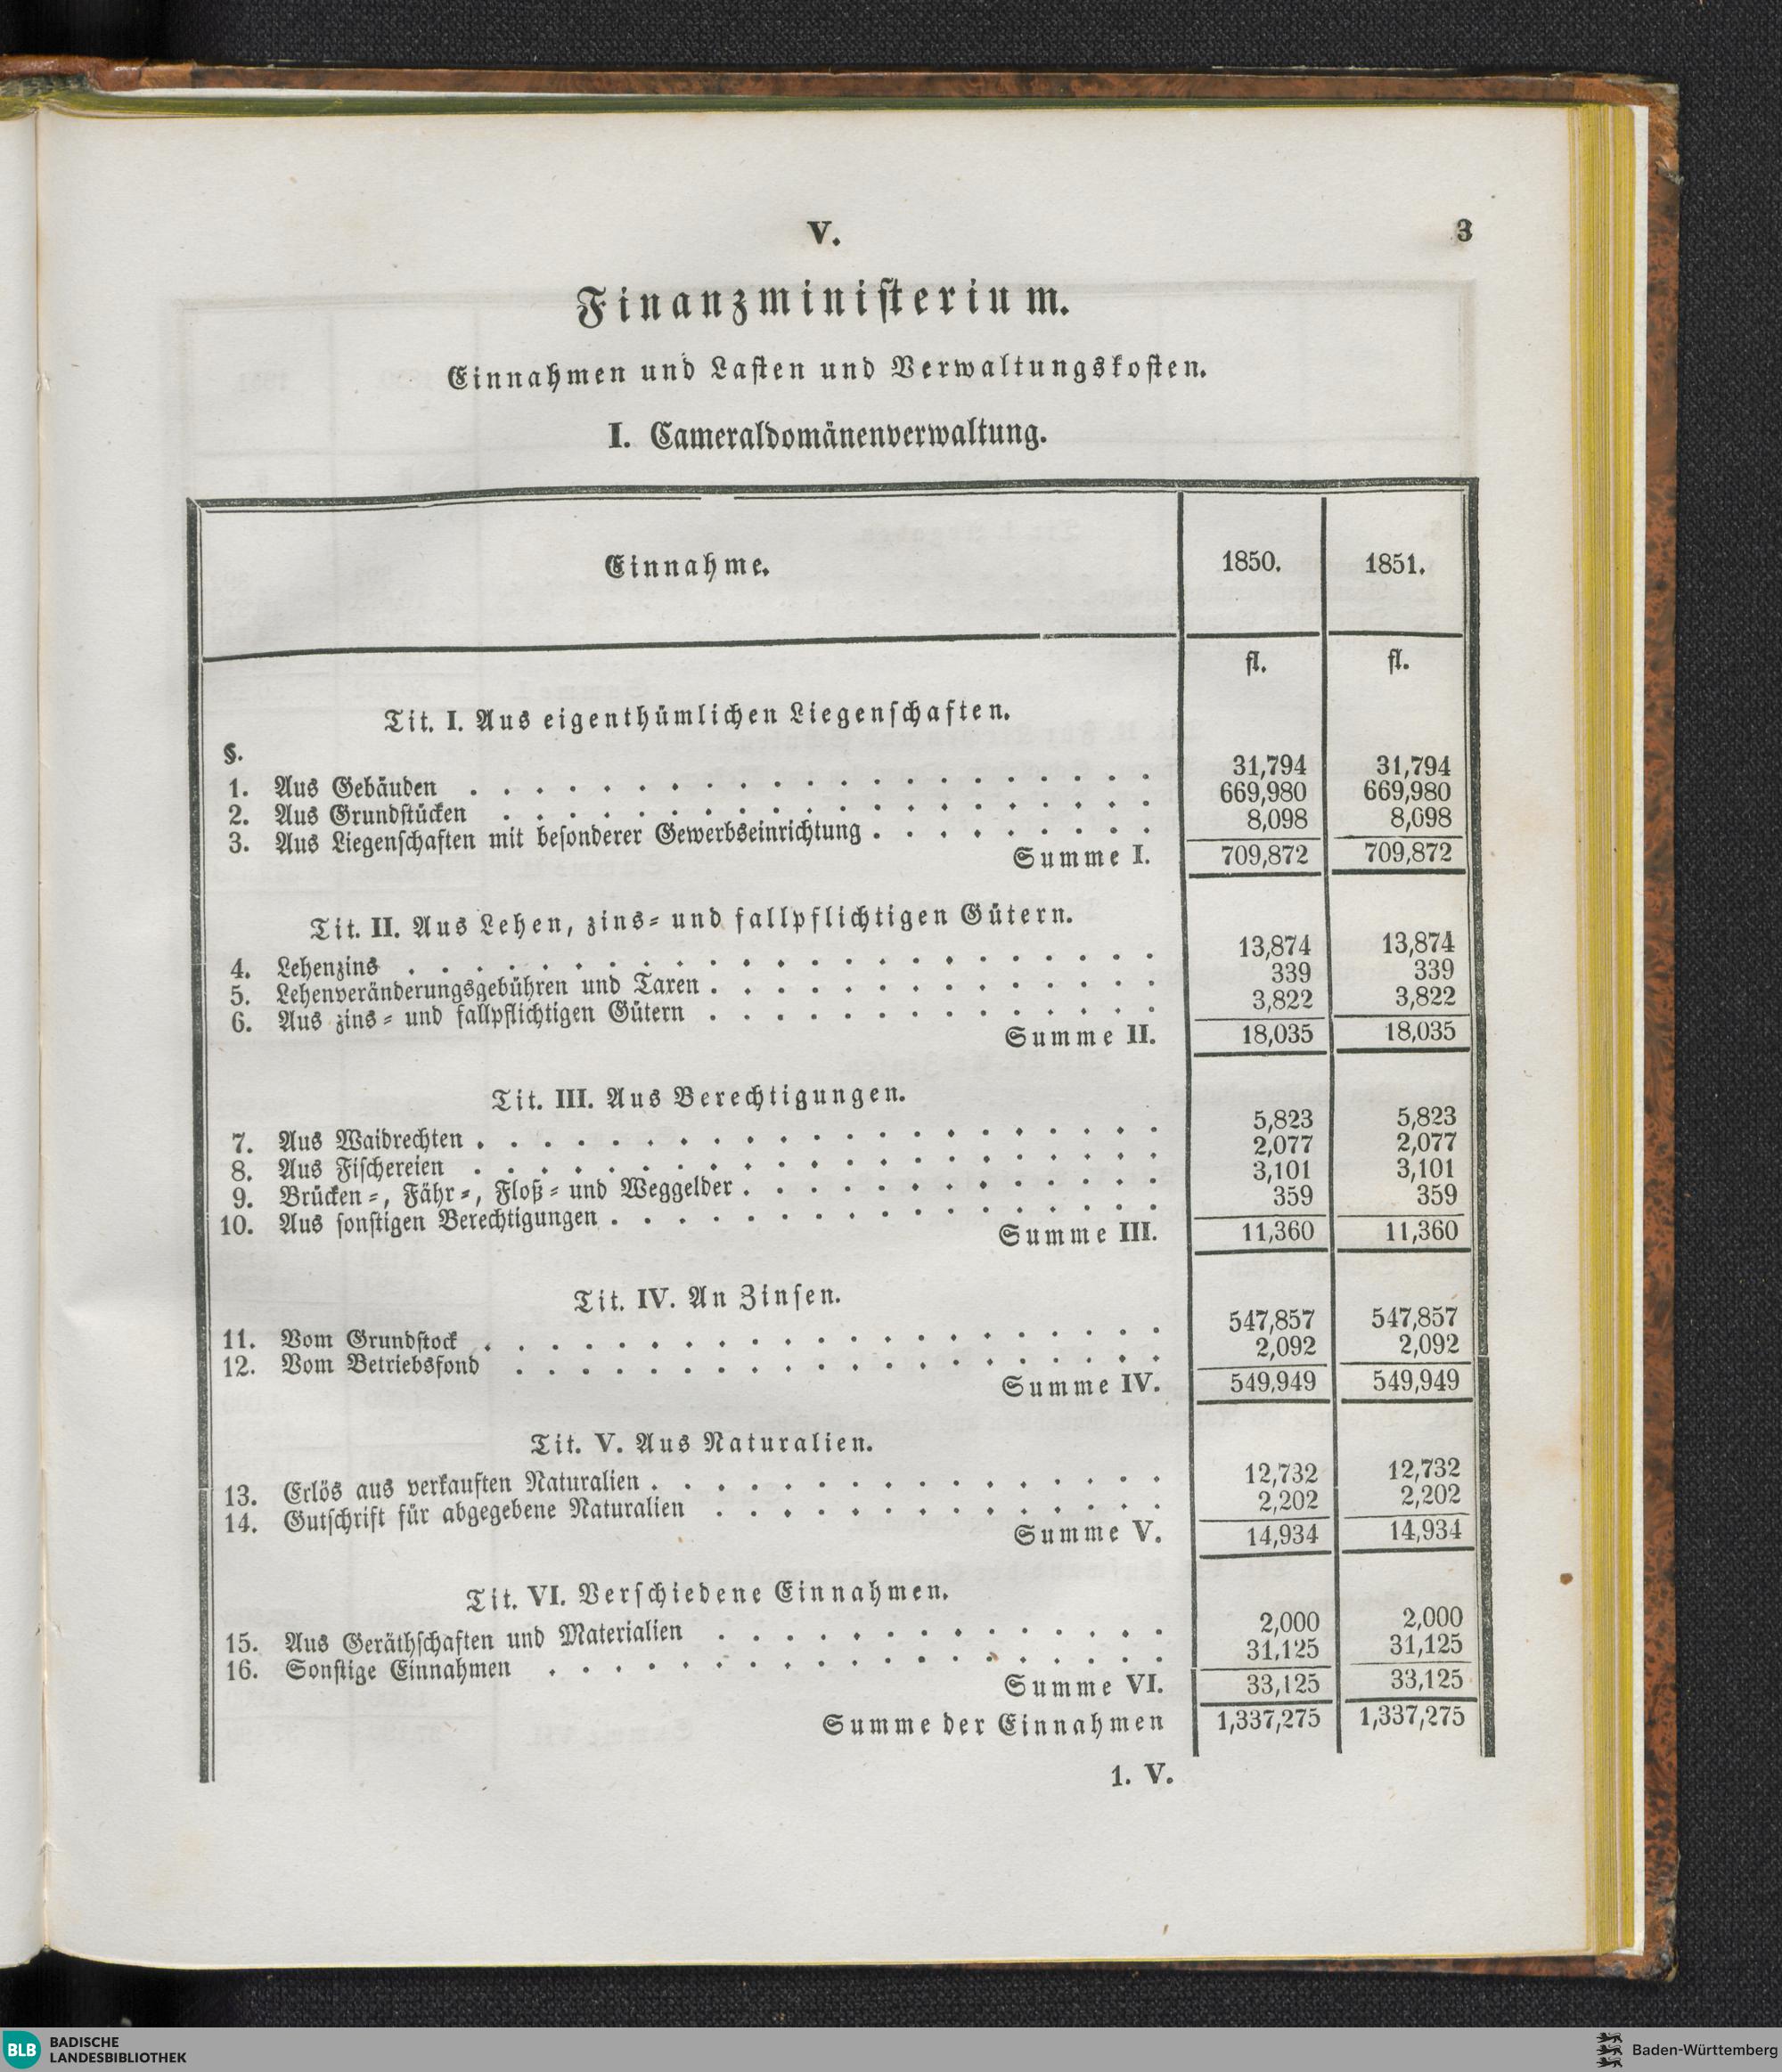 V.
3
Finanzministerium.
Einnahmen und Lasten und Verwaltungskosten.
I. Cameraldomänenverwaltung.
Einnahme. 1850. 1851.
fl. fl.
Tit. I. Aus eigenthümlichen Liegenschaften.
§.
1. Aus Gebäuden . . . . . 31,794 31,794
2. Aus Grundstücken . . . . . 669,980 669,980
3. Aus Liegenschaften mit besonderer Gewerbseinrichtung . . . . . 8,098 8,098
Summe I. 709,872 709,872
Tit. II. Aus Lehen, zins- und fallpflichtigen Gütern.
4. Lehenzins . . . . . 13,874 13,874
5. Lehenveränderungsgebühren und Taxen . . . . . 339 339
6. Aus zins- und fallpflichtigen Gütern . . . . . 3,822 3,822
Summe II. 18,035 18,035
Tit. III. Aus Berechtigungen.
7. Aus Waidrechten . . . . . 5,823 5,823
8. Aus Fischereien . . . . . 2,077 2,077
9. Brücken-, Fähr-, Floß- und Weggelder . . . . . 3,101 3,101
10. Aus sonstigen Berechtigungen . . . . . 359 359
Summe III. 11,360 11,360
Tit. IV. An Zinsen.
11. Vom Grundstock . . . . . 547,857 547,857
12. Vom Betriebsfond . . . . . 2,092 2,092
Summe IV. 549,949 549,949
Tit. V. Aus Naturalien.
13. Erlös aus verkauften Naturalien . . . . . 12,732 12,732
14. Gutschrift für abgegebene Naturalien . . . . . 2,202 2,202
Summe V. 14,934 14,934
Tit. VI. Verschiedene Einnahmen.
15. Aus Geräthschaften und Materialien . . . . . 2,000 2,000
16. Sonstige Einnahmen . . . . . 31,125 31,125
Summe VI. 33,125 33,125
Summe der Einnahmen 1,337,275 1,337,275
1. V.
BLB BADISCHE
LANDESBIBLIOTHEK
Baden-Württemberg